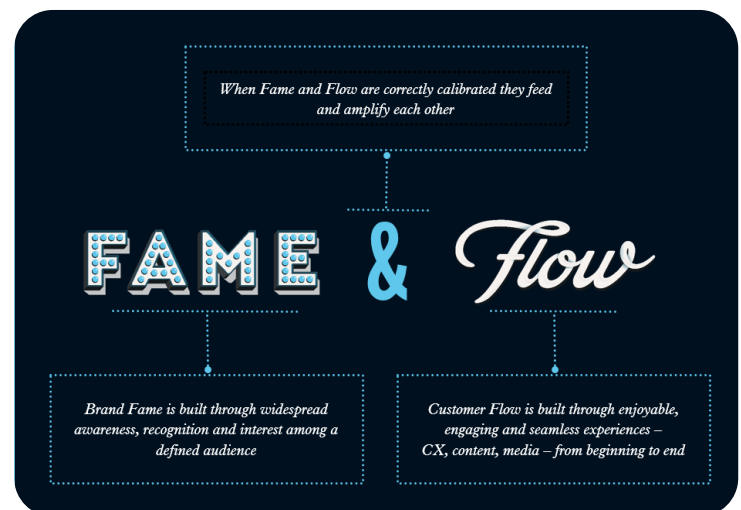 When Fame and Flow are correctly calibrated they feed
and amplify each other
FAME & Flow
Brand Fame is built through widespread
awareness, recognition and interest among a
defined audience
Customer Flow is built through enjoyable,
engaging and seamless experiences –
CX, content, media – from beginning to end